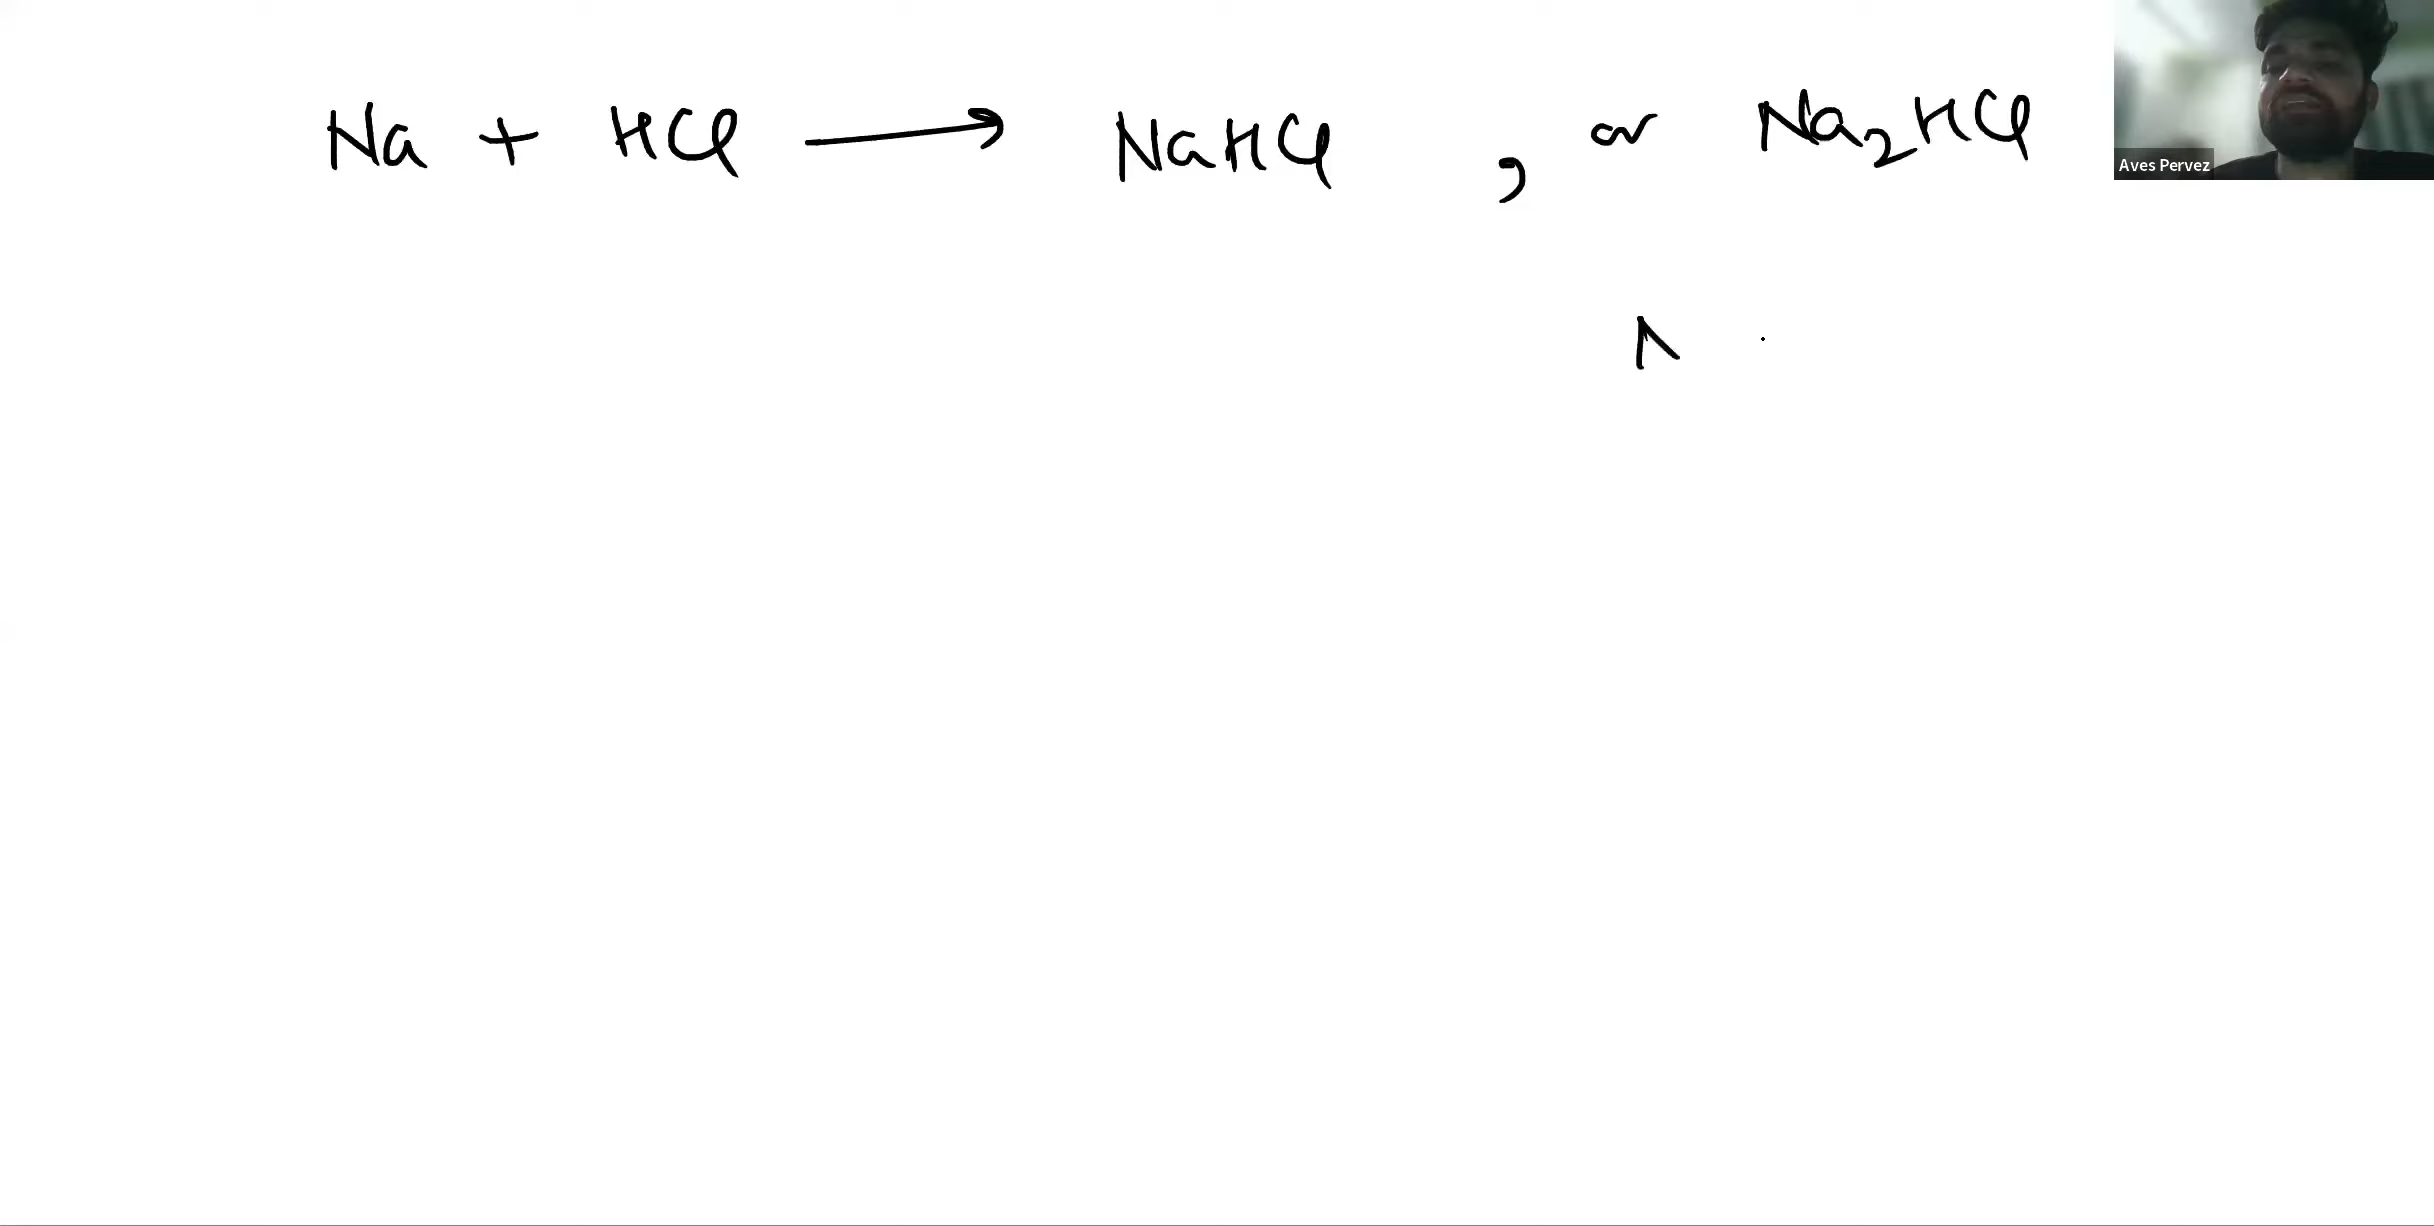 Na + HCl ⟶ NaHCl , or Na₂HCl
Aves Pervez